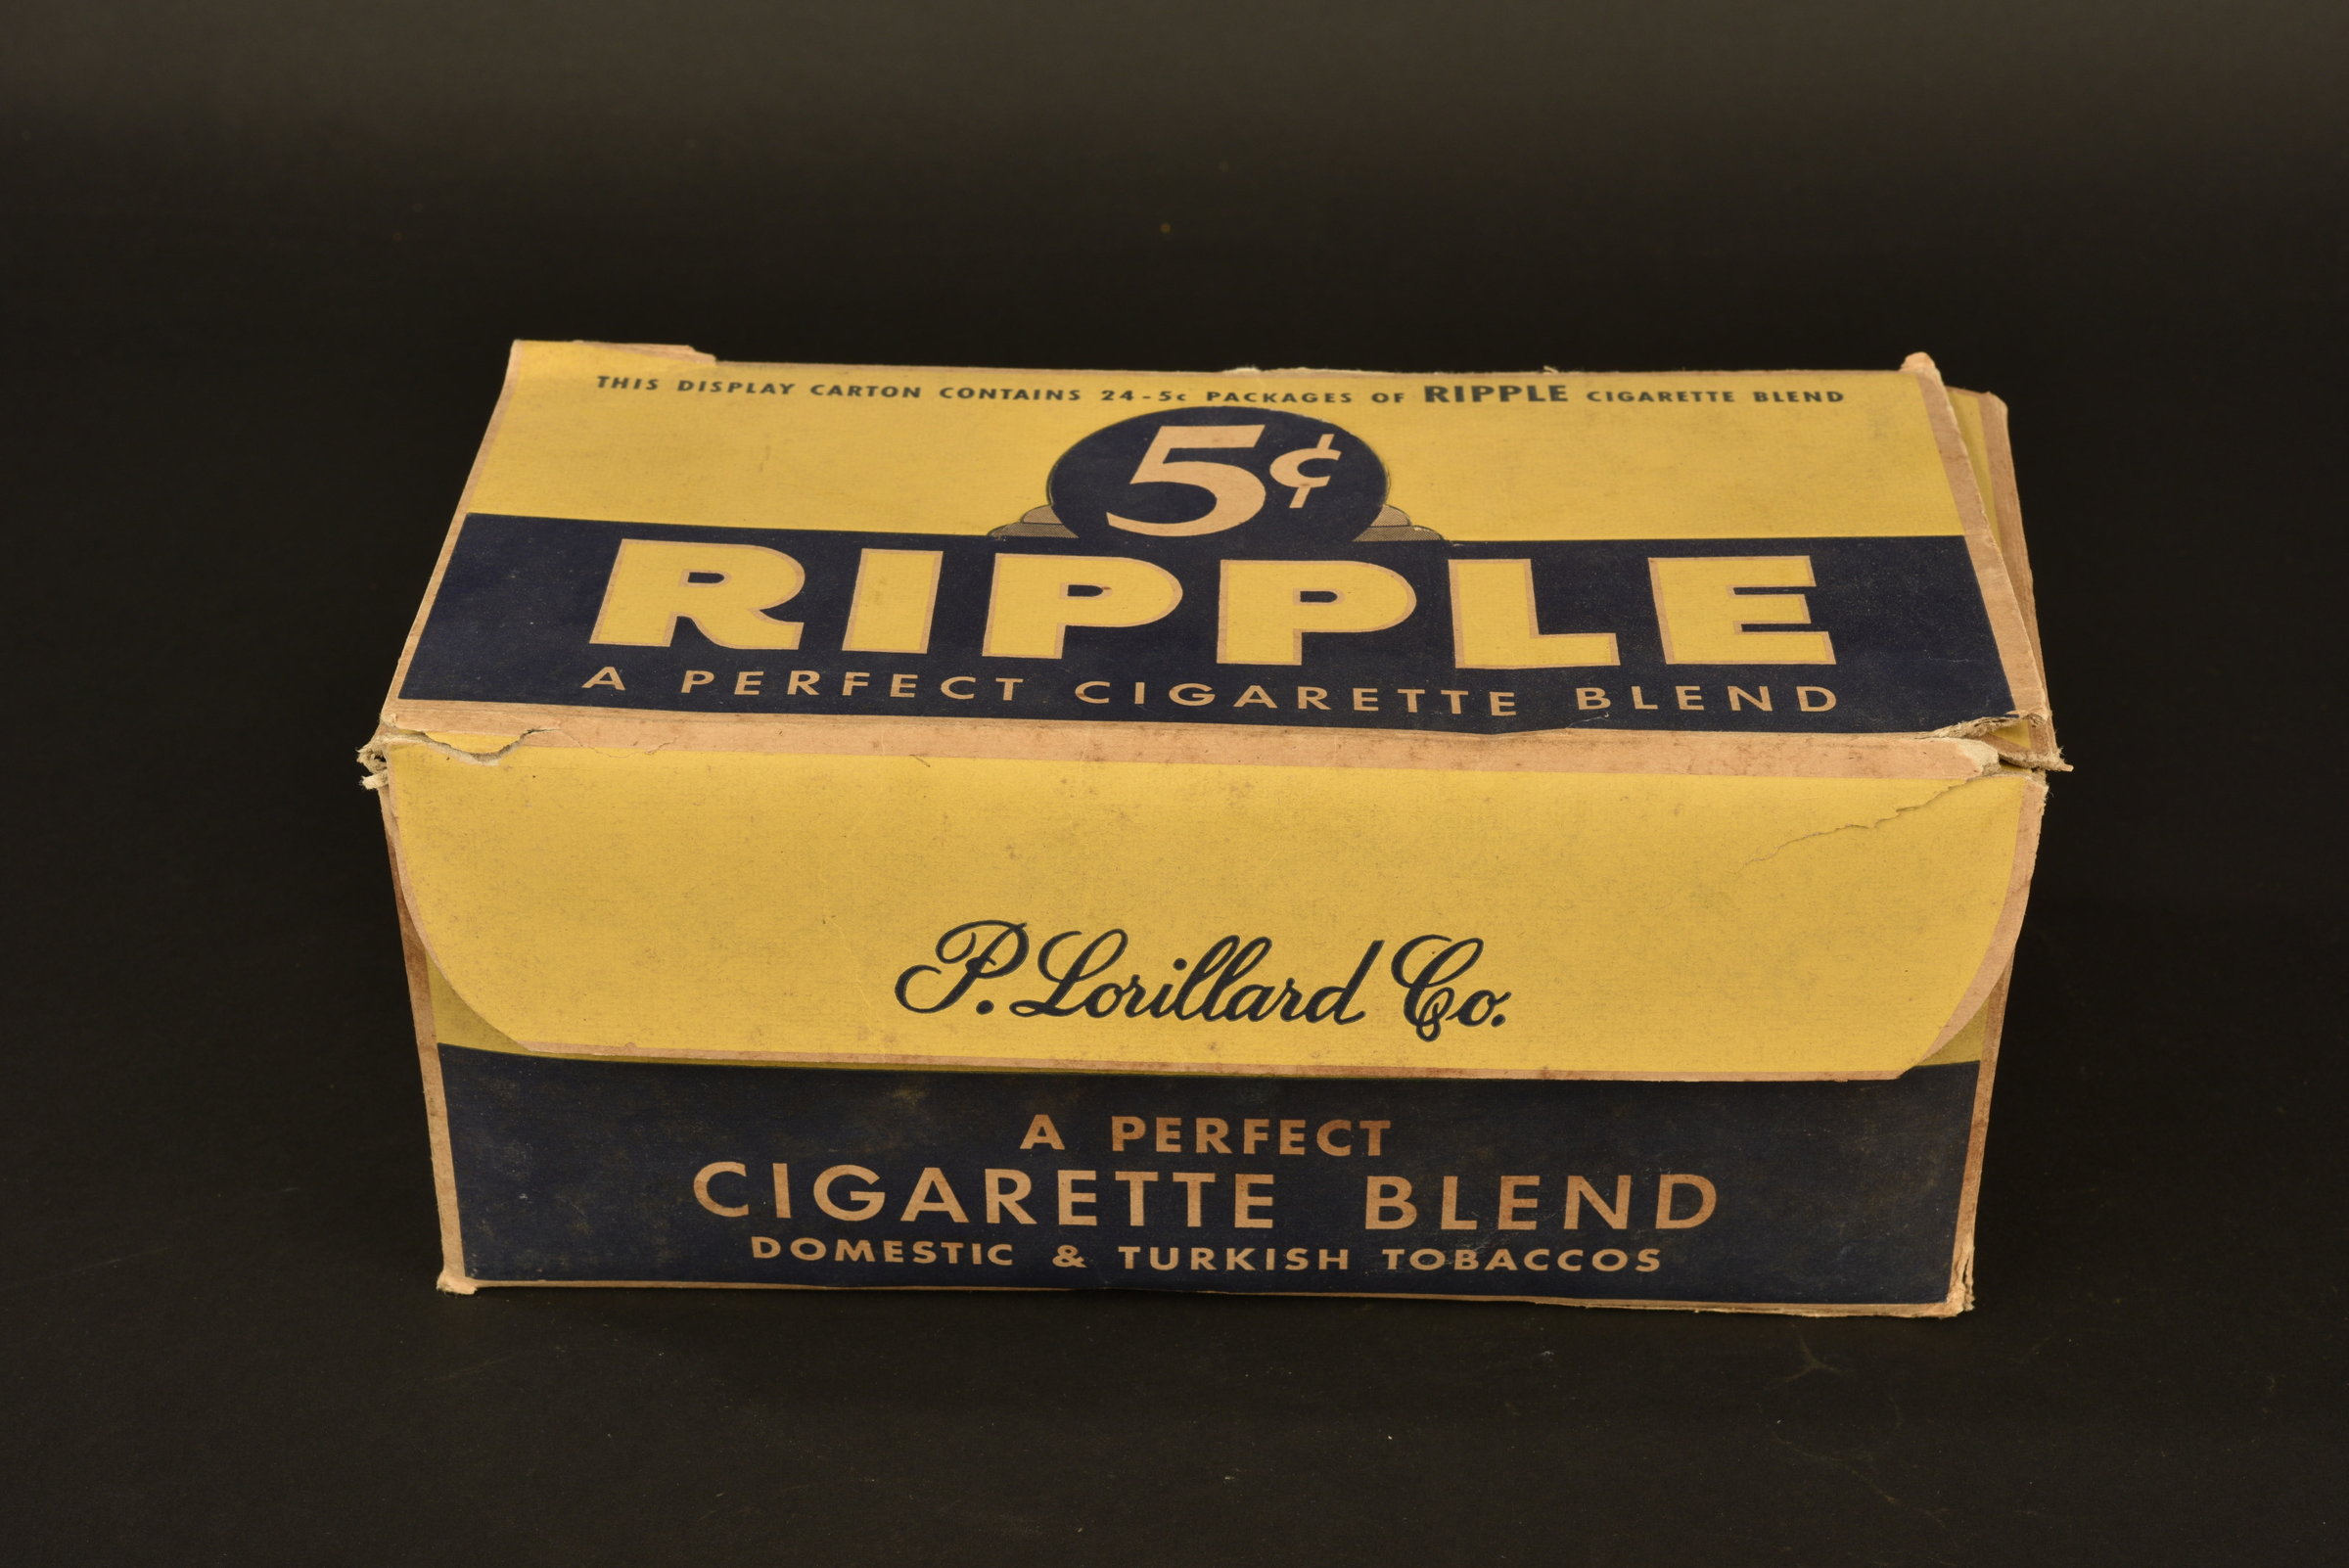 THIS DISPLAY CARTON CONTAINS 24-5c PACKAGES OF RIPPLE CIGARETTE BLEND
5¢
RIPPLE
A PERFECT CIGARETTE BLEND
P. Lorillard Co.
A PERFECT
CIGARETTE BLEND
DOMESTIC & TURKISH TOBACCOS